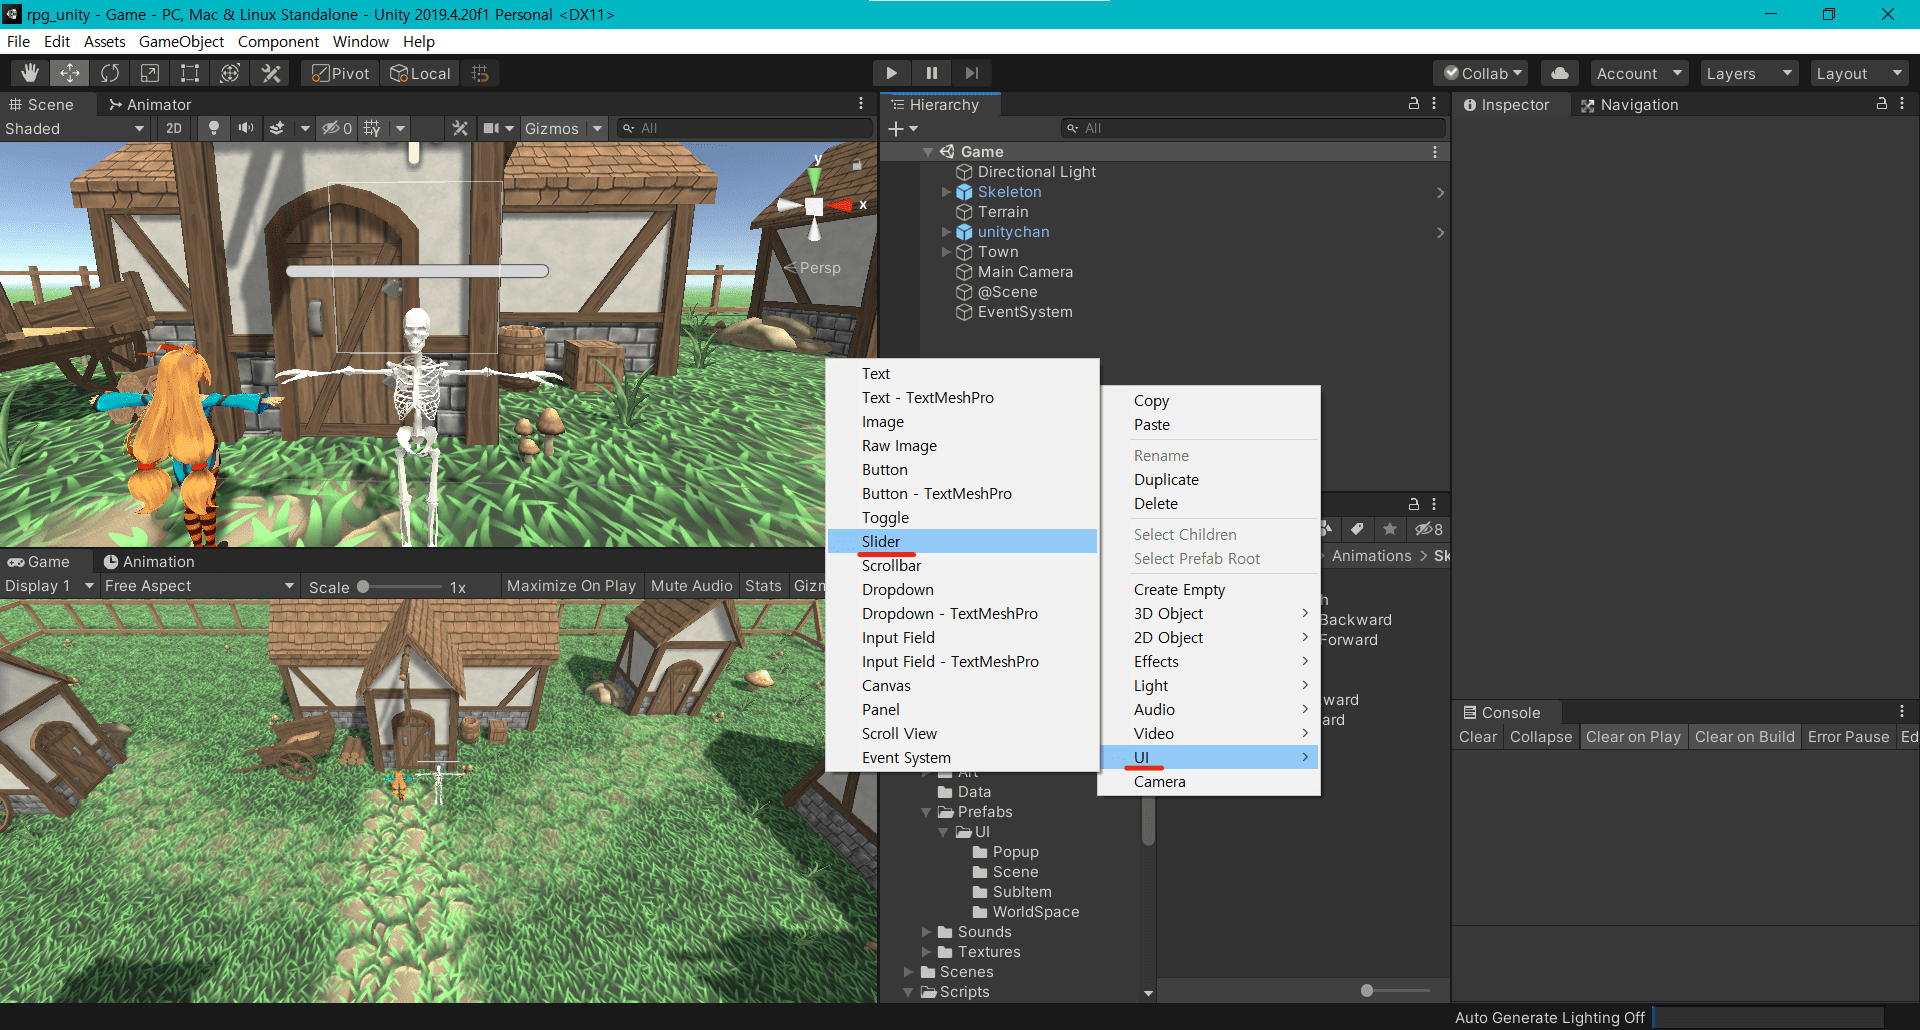 rpg_unity - Game - PC, Mac & Linux Standalone - Unity 2019.4.20f1 Personal <DX11>
File Edit Assets GameObject Component Window Help
Pivot Local Collab Account Layers Layout
Scene Animator
Shaded 2D 0 Gizmos All
y
x
Persp
Hierarchy
All
Game
Directional Light
Skeleton
Terrain
unitychan
Town
Main Camera
@Scene
EventSystem
Inspector Navigation
Text
Text - TextMeshPro
Image
Raw Image
Button
Button - TextMeshPro
Toggle
Slider
Scrollbar
Dropdown
Dropdown - TextMeshPro
Input Field
Input Field - TextMeshPro
Canvas
Panel
Scroll View
Event System
Copy
Paste
Rename
Duplicate
Delete
Select Children
Select Prefab Root
Create Empty
3D Object
2D Object
Effects
Light
Audio
Video
UI
Camera
8
Animations > Sk
h
Backward
Forward
ward
ard
Game Animation
Display 1 Free Aspect Scale 1x Maximize On Play Mute Audio Stats Gizm
Art
Data
Prefabs
UI
Popup
Scene
SubItem
WorldSpace
Sounds
Textures
Scenes
Scripts
Console
Clear Collapse Clear on Play Clear on Build Error Pause Ed
Auto Generate Lighting Off